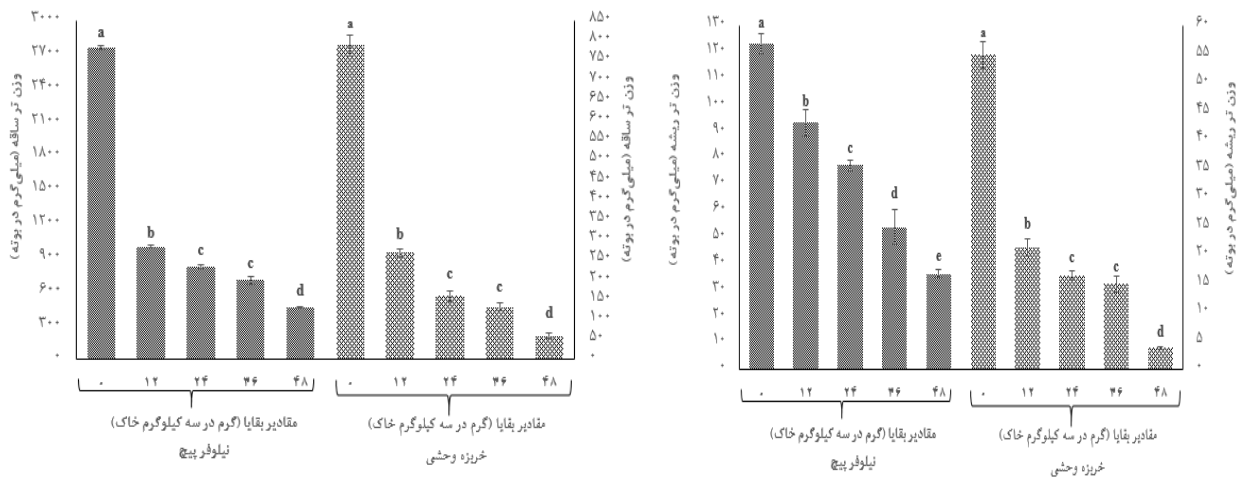 وزن تر ساقه (میلی‌گرم در بوته)
۳۰۰۰
۲۷۰۰
۲۴۰۰
۲۱۰۰
۱۸۰۰
۱۵۰۰
۱۲۰۰
۹۰۰
۶۰۰
۳۰۰
۰
a
b
c
c
d
a
b
c
c
d
۸۵۰
۸۰۰
۷۵۰
۷۰۰
۶۵۰
۶۰۰
۵۵۰
۵۰۰
۴۵۰
۴۰۰
۳۵۰
۳۰۰
۲۵۰
۲۰۰
۱۵۰
۱۰۰
۵۰
۰
وزن تر ساقه (میلی‌گرم در بوته)
۰ ۱۲ ۲۴ ۳۶ ۴۸
۰ ۱۲ ۲۴ ۳۶ ۴۸
مقادیر بقایا (گرم در سه کیلوگرم خاک)
نیلوفر پیچ
مقادیر بقایا (گرم در سه کیلوگرم خاک)
خربزه وحشی
وزن تر ریشه (میلی‌گرم در بوته)
۱۳۰
۱۲۰
۱۱۰
۱۰۰
۹۰
۸۰
۷۰
۶۰
۵۰
۴۰
۳۰
۲۰
۱۰
۰
a
b
c
d
e
a
b
c
c
d
۶۰
۵۵
۵۰
۴۵
۴۰
۳۵
۳۰
۲۵
۲۰
۱۵
۱۰
۵
۰
وزن تر ریشه (میلی‌گرم در بوته)
۰ ۱۲ ۲۴ ۳۶ ۴۸
۰ ۱۲ ۲۴ ۳۶ ۴۸
مقادیر بقایا (گرم در سه کیلوگرم خاک)
نیلوفر پیچ
مقادیر بقایا (گرم در سه کیلوگرم خاک)
خربزه وحشی